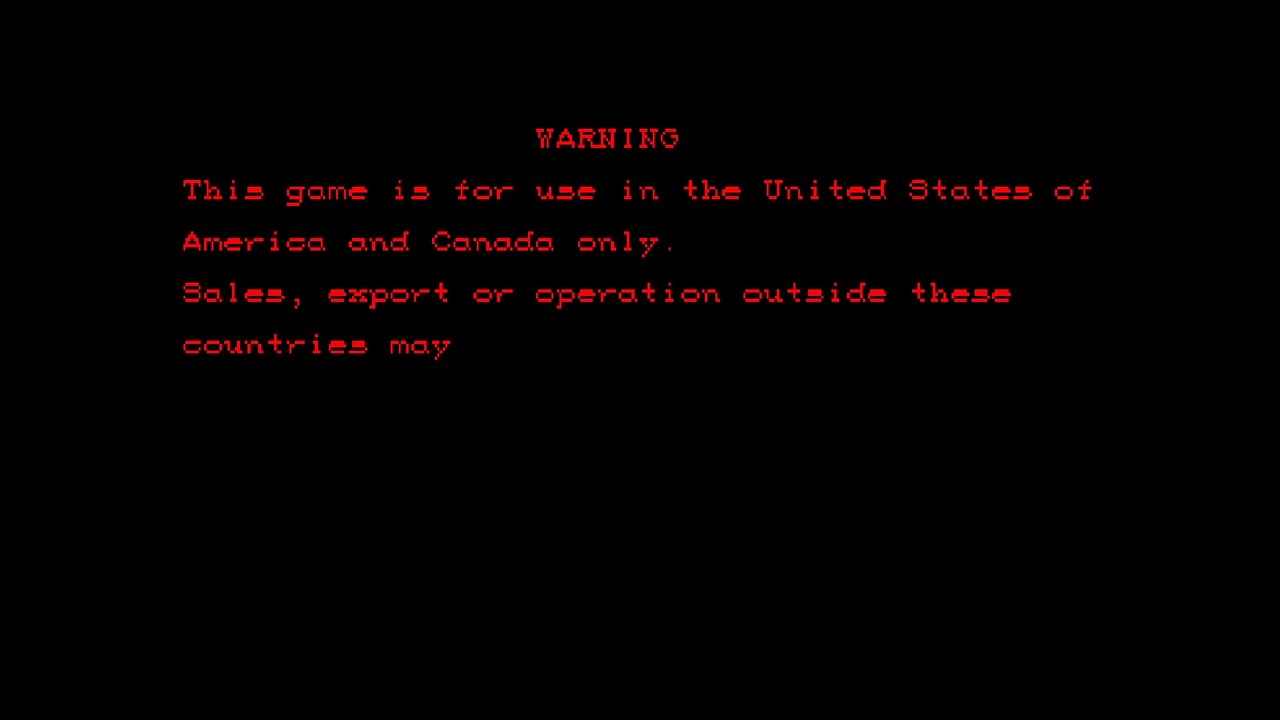 WARNING
This game is for use in the United States of
America and Canada only.
Sales, export or operation outside these
countries may